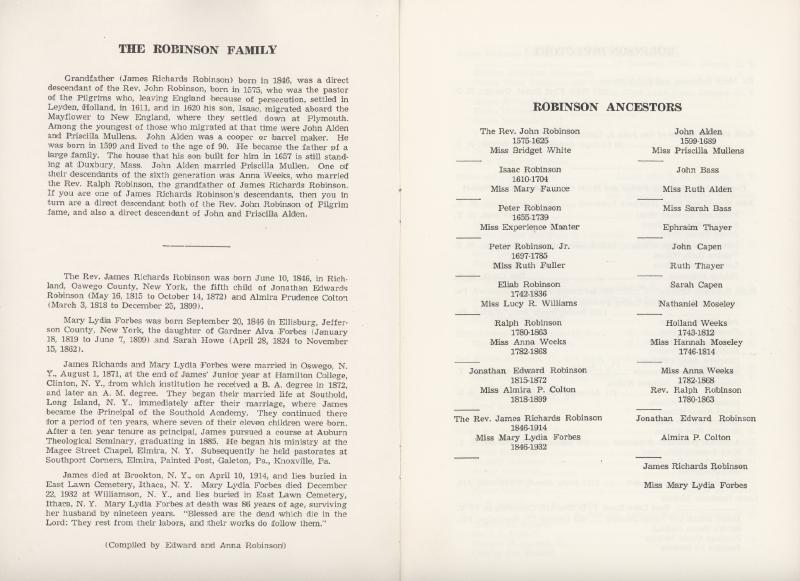 THE ROBINSON FAMILY
Grandfather (James Richards Robinson) born in 1846, was a direct
descendant of the Rev. John Robinson, born in 1575, who was the pastor
of the Pilgrims who, leaving England because of persecution, settled in
Leyden, Holland, in 1611, and in 1620 his son, Isaac, migrated aboard the
Mayflower to New England, where they settled down at Plymouth.
Among the youngest of those who migrated at that time were John Alden
and Priscilla Mullens. John Alden was a cooper or barrel maker. He
was born in 1599 and lived to the age of 90. He became the father of a
large family. The house that his son built for him in 1657 is still stand-
ing at Duxbury, Mass. John Alden married Priscilla Mullen. One of
their descendants of the sixth generation was Anna Weeks, who married
the Rev. Ralph Robinson, the grandfather of James Richards Robinson.
If you are one of James Richards Robinson's descendants, then you in
turn are a direct descendant both of the Rev. John Robinson of Pilgrim
fame, and also a direct descendant of John and Priscilla Alden.
The Rev. James Richards Robinson was born June 10, 1846, in Rich-
land, Oswego County, New York, the fifth child of Jonathan Edwards
Robinson (May 16, 1815 to October 14, 1872) and Almira Prudence Colton
(March 3, 1818 to December 25, 1899).
Mary Lydia Forbes was born September 20, 1846 in Ellisburg, Jeffer-
son County, New York, the daughter of Gardner Alva Forbes (January
18, 1819 to June 7, 1899) and Sarah Howe (April 28, 1824 to November
15, 1862).
James Richards and Mary Lydia Forbes were married in Oswego, N.
Y., August 1, 1871, at the end of James' Junior year at Hamilton College,
Clinton, N. Y., from which institution he received a B. A. degree in 1872,
and later an A. M. degree. They began their married life at Southold,
Long Island, N. Y., immediately after their marriage, where James
became the Principal of the Southold Academy. They continued there
for a period of ten years, where seven of their eleven children were born.
After a ten year tenure as principal, James pursued a course at Auburn
Theological Seminary, graduating in 1885. He began his ministry at the
Magee Street Chapel, Elmira, N. Y. Subsequently he held pastorates at
Southport Corners, Elmira, Painted Post, Galeton, Pa., Knoxville, Pa.
James died at Brookton, N. Y., on April 10, 1914, and lies buried in
East Lawn Cemetery, Ithaca, N. Y. Mary Lydia Forbes died December
22, 1932 at Williamson, N. Y., and lies buried in East Lawn Cemetery,
Ithaca, N. Y. Mary Lydia Forbes at death was 86 years of age, surviving
her husband by nineteen years. "Blessed are the dead which die in the
Lord: They rest from their labors, and their works do follow them."
(Compiled by Edward and Anna Robinson)
ROBINSON ANCESTORS
The Rev. John Robinson
1575-1625
Miss Bridget White
Isaac Robinson
1610-1704
Miss Mary Faunce
Peter Robinson
1655-1739
Miss Experience Manter
Peter Robinson, Jr.
1697-1785
Miss Ruth Fuller
Eliab Robinson
1742-1836
Miss Lucy R. Williams
Ralph Robinson
1780-1863
Miss Anna Weeks
1782-1868
Jonathan Edward Robinson
1815-1872
Miss Almira P. Colton
1818-1899
The Rev. James Richards Robinson
1846-1914
Miss Mary Lydia Forbes
1846-1932
John Alden
1599-1689
Miss Priscilla Mullens
John Bass
Miss Ruth Alden
Miss Sarah Bass
Ephraim Thayer
John Capen
Ruth Thayer
Sarah Capen
Nathaniel Moseley
Holland Weeks
1743-1812
Miss Hannah Moseley
1746-1814
Miss Anna Weeks
1782-1868
Rev. Ralph Robinson
1780-1863
Jonathan Edward Robinson
Almira P. Colton
James Richards Robinson
Miss Mary Lydia Forbes